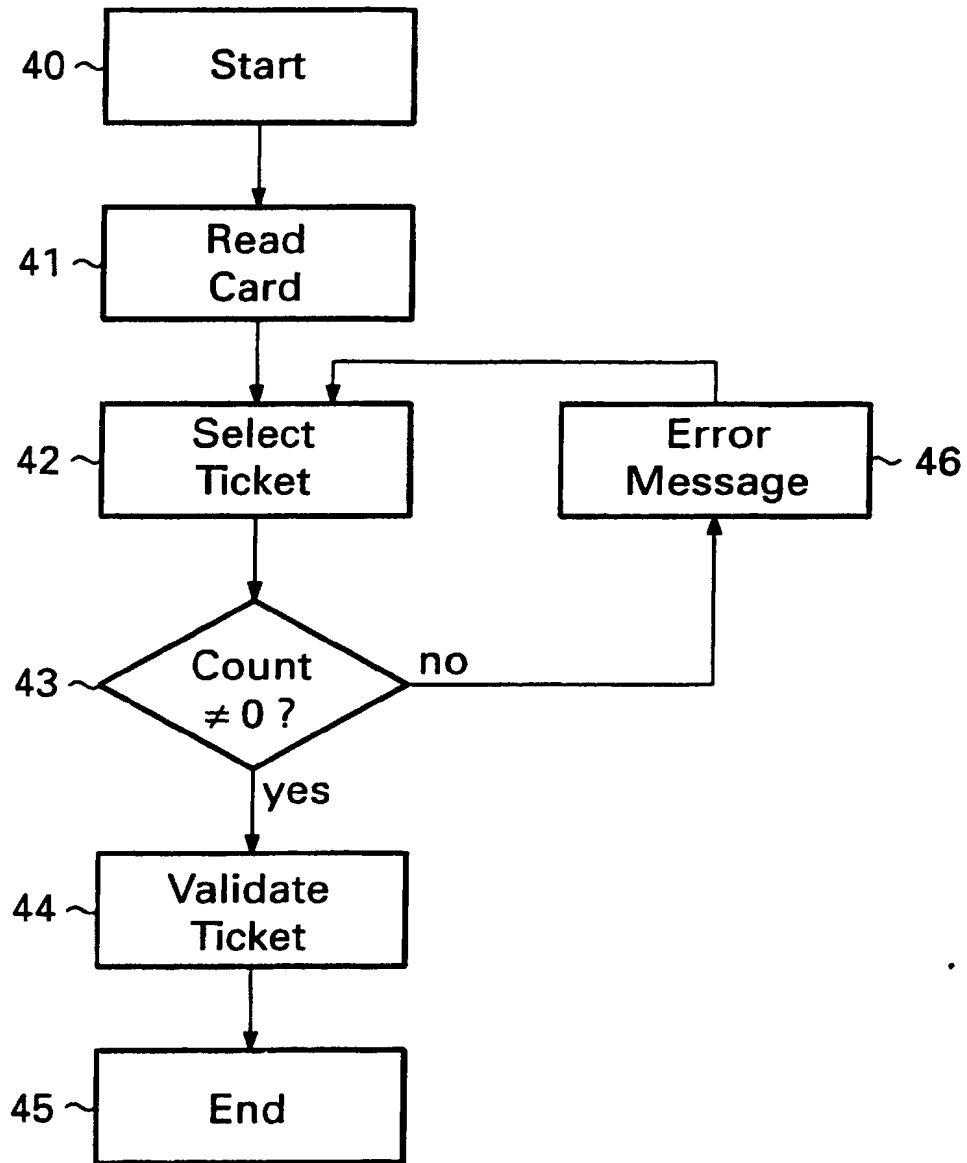 40
Start
41
Read
Card
42
Select
Ticket
Error
Message
46
43
Count
≠ 0 ?
no
yes
44
Validate
Ticket
45
End